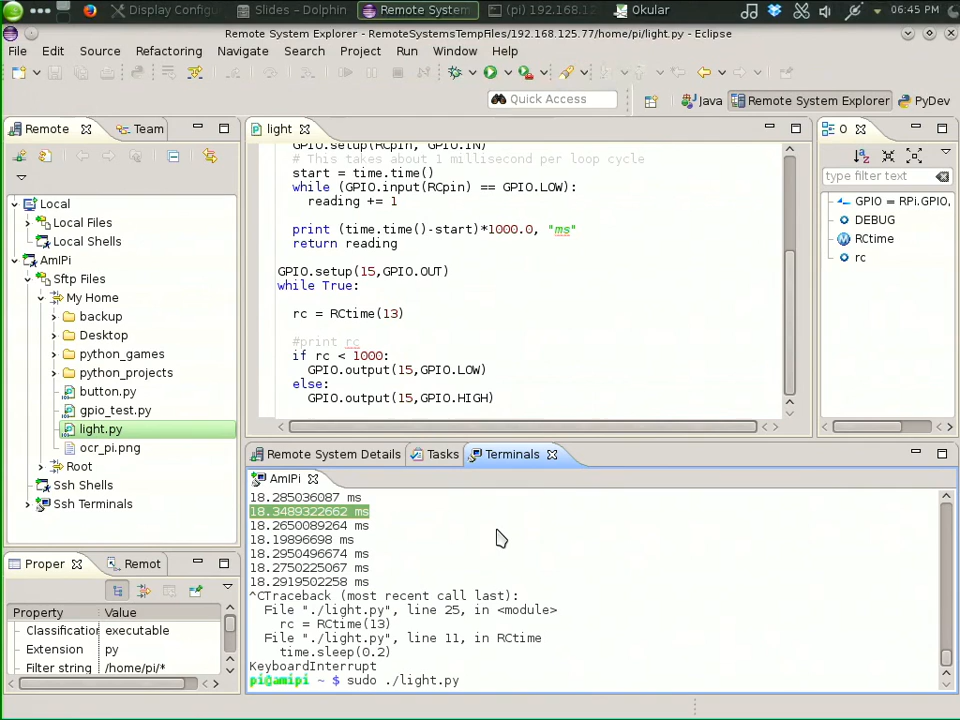 Display Configu
Slides – Dolphin
Remote System
(pi) 192.168.12
Okular
06:45 PM
Remote System Explorer - RemoteSystemsTempFiles/192.168.125.77/home/pi/light.py - Eclipse
File Edit Source Refactoring Navigate Search Project Run Window Help
Quick Access
Java
Remote System Explorer
PyDev
Remote
Team
Local
Local Files
Local Shells
AmIPi
Sftp Files
My Home
backup
Desktop
python_games
python_projects
button.py
gpio_test.py
light.py
ocr_pi.png
Root
Ssh Shells
Ssh Terminals
Proper
Remot
Property Value
Classification executable
Extension py
Filter string /home/pi/*
light
GPIO.setup(RCpin, GPIO.IN)
# This takes about 1 millisecond per loop cycle
start = time.time()
while (GPIO.input(RCpin) == GPIO.LOW):
reading += 1
print (time.time()-start)*1000.0, "ms"
return reading
GPIO.setup(15,GPIO.OUT)
while True:
rc = RCtime(13)
#print rc
if rc < 1000:
GPIO.output(15,GPIO.LOW)
else:
GPIO.output(15,GPIO.HIGH)
O
type filter text
GPIO = RPi.GPIO,
DEBUG
RCtime
rc
Remote System Details
Tasks
Terminals
AmIPi
18.285036087 ms
18.3489322662 ms
18.2650089264 ms
18.19896698 ms
18.2950496674 ms
18.2750225067 ms
18.2919502258 ms
^CTraceback (most recent call last):
File "./light.py", line 25, in <module>
rc = RCtime(13)
File "./light.py", line 11, in RCtime
time.sleep(0.2)
KeyboardInterrupt
pi@amipi ~ $ sudo ./light.py